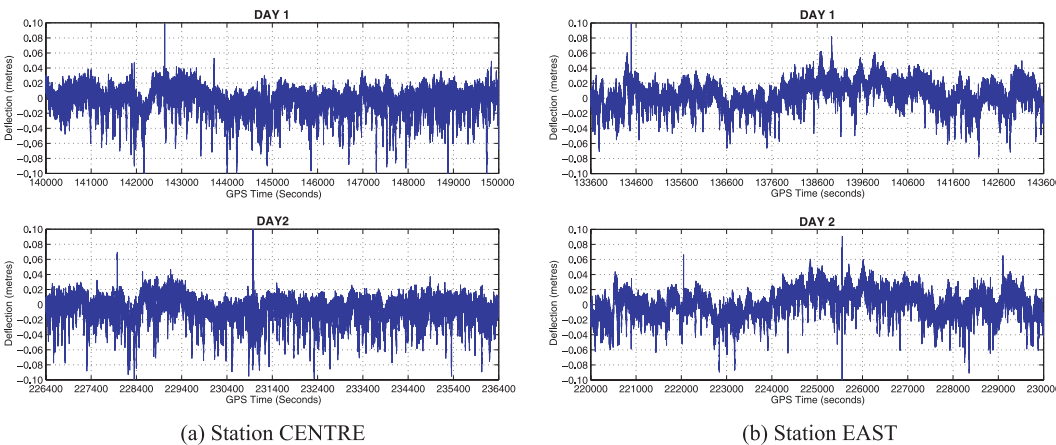 DAY 1
Deflection (metres)
0.10
0.08
0.06
0.04
0.02
0
−0.02
−0.04
−0.06
−0.08
−0.10
140000 141000 142000 143000 144000 145000 146000 147000 148000 149000 150000
GPS Time (Seconds)
DAY 1
Deflection (metres)
0.10
0.08
0.06
0.04
0.02
0
−0.02
−0.04
−0.06
−0.08
−0.10
133600 134600 135600 136600 137600 138600 139600 140600 141600 142600 143600
GPS Time (Seconds)
DAY2
Deflection (metres)
0.10
0.08
0.06
0.04
0.02
0
−0.02
−0.04
−0.06
−0.08
−0.10
226400 227400 228400 229400 230400 231400 232400 233400 234400 235400 236400
GPS Time (Seconds)
DAY 2
Deflection (metres)
0.10
0.08
0.06
0.04
0.02
0
−0.02
−0.04
−0.06
−0.08
−0.10
220000 221000 222000 223000 224000 225000 226000 227000 228000 229000 230000
GPS Time (seconds)
(a) Station CENTRE
(b) Station EAST